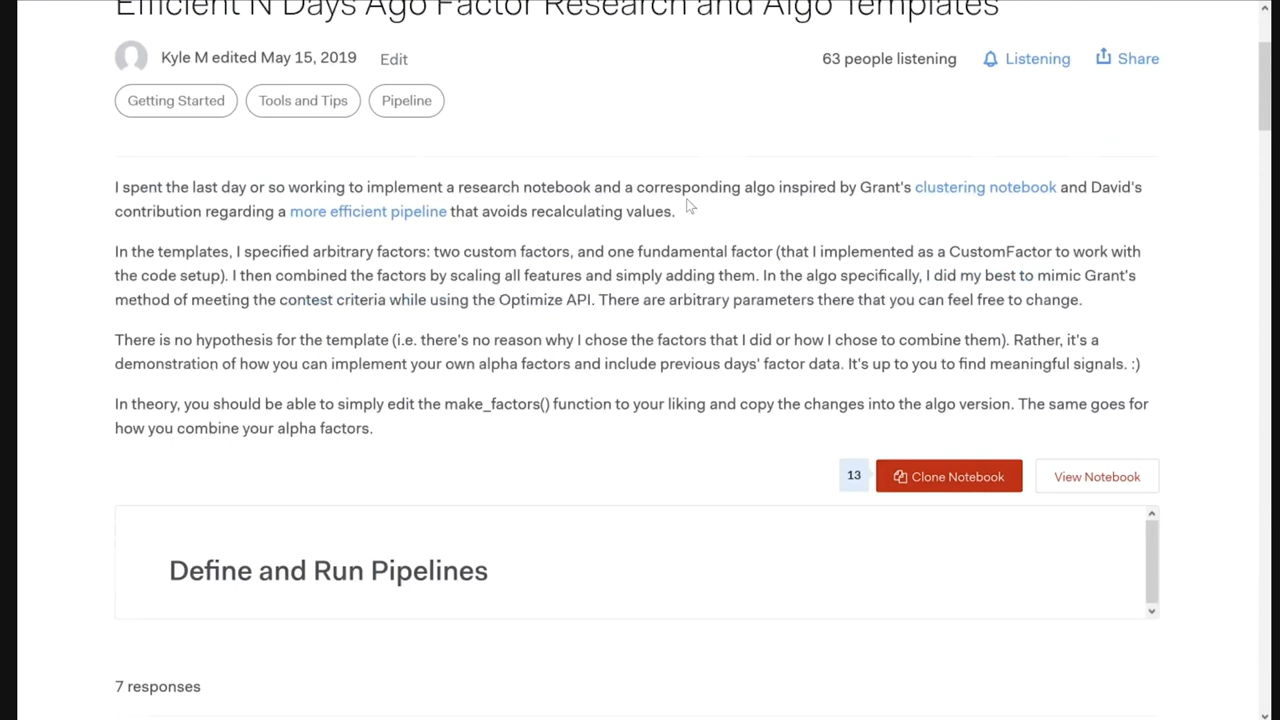 Efficient N Days Ago Factor Research and Algo Templates
Kyle M edited May 15, 2019 Edit 63 people listening Listening Share
Getting Started Tools and Tips Pipeline
I spent the last day or so working to implement a research notebook and a corresponding algo inspired by Grant's clustering notebook and David's
contribution regarding a more efficient pipeline that avoids recalculating values.
In the templates, I specified arbitrary factors: two custom factors, and one fundamental factor (that I implemented as a CustomFactor to work with
the code setup). I then combined the factors by scaling all features and simply adding them. In the algo specifically, I did my best to mimic Grant's
method of meeting the contest criteria while using the Optimize API. There are arbitrary parameters there that you can feel free to change.
There is no hypothesis for the template (i.e. there's no reason why I chose the factors that I did or how I chose to combine them). Rather, it's a
demonstration of how you can implement your own alpha factors and include previous days' factor data. It's up to you to find meaningful signals. :)
In theory, you should be able to simply edit the make_factors() function to your liking and copy the changes into the algo version. The same goes for
how you combine your alpha factors.
13 Clone Notebook View Notebook
Define and Run Pipelines
7 responses